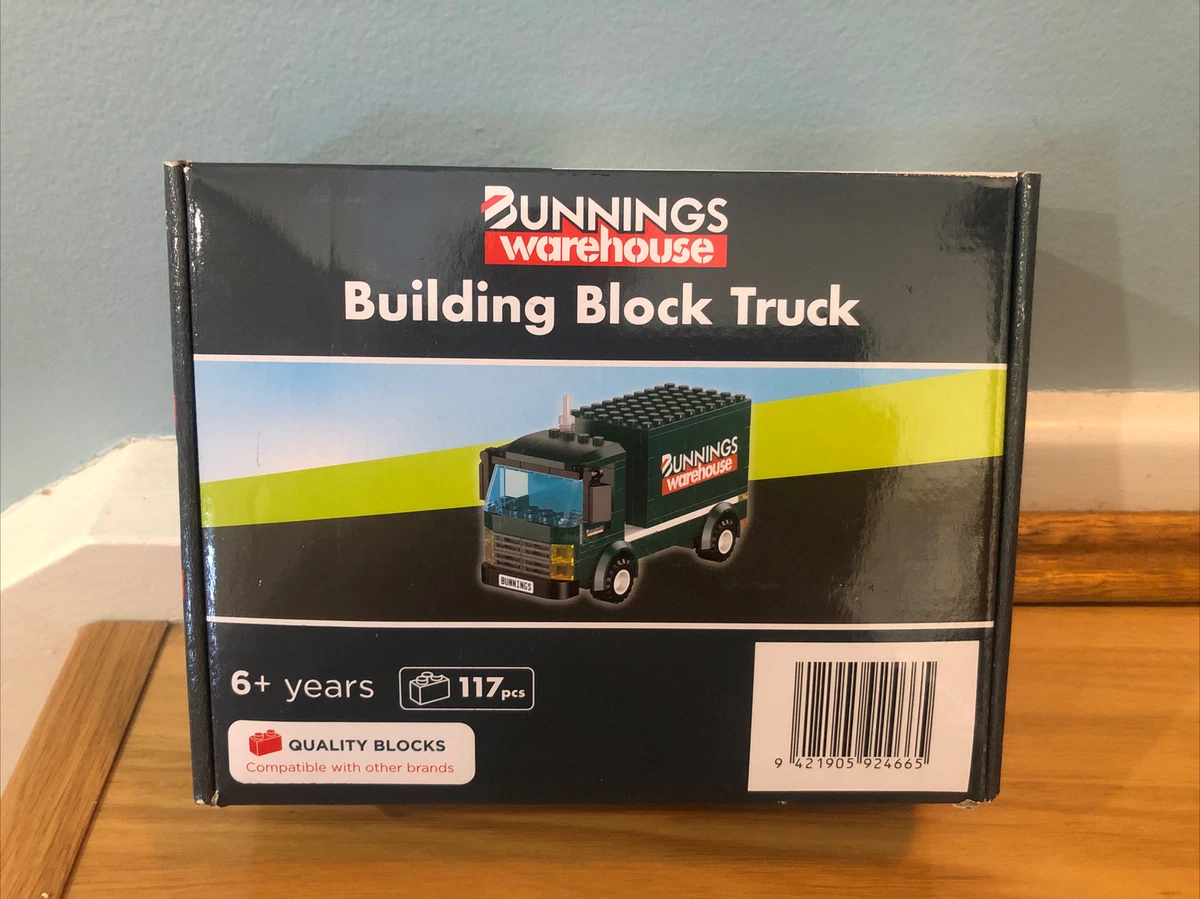 BUNNINGS
warehouse
Building Block Truck
BUNNINGS
warehouse
BUNNINGS
6+ years
117pcs
QUALITY BLOCKS
Compatible with other brands
9 421905 924665